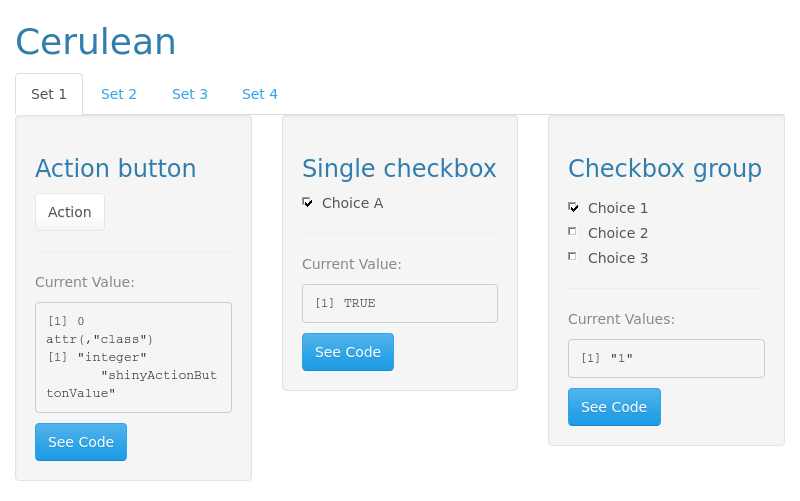 Cerulean
Set 1
Set 2
Set 3
Set 4
Action button
Action
Current Value:
[1] 0
attr(,"class")
[1] "integer"
"shinyActionBut
tonValue"
See Code
Single checkbox
Choice A
Current Value:
[1] TRUE
See Code
Checkbox group
Choice 1
Choice 2
Choice 3
Current Values:
[1] "1"
See Code